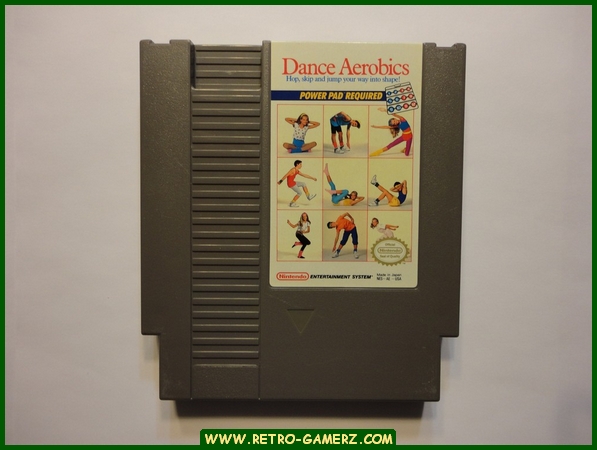 Dance Aerobics
Hop, skip and jump your way into shape!
POWER PAD REQUIRED
Nintendo
ENTERTAINMENT SYSTEM
Made in Japan
Nintendo
WWW.RETRO-GAMERZ.COM